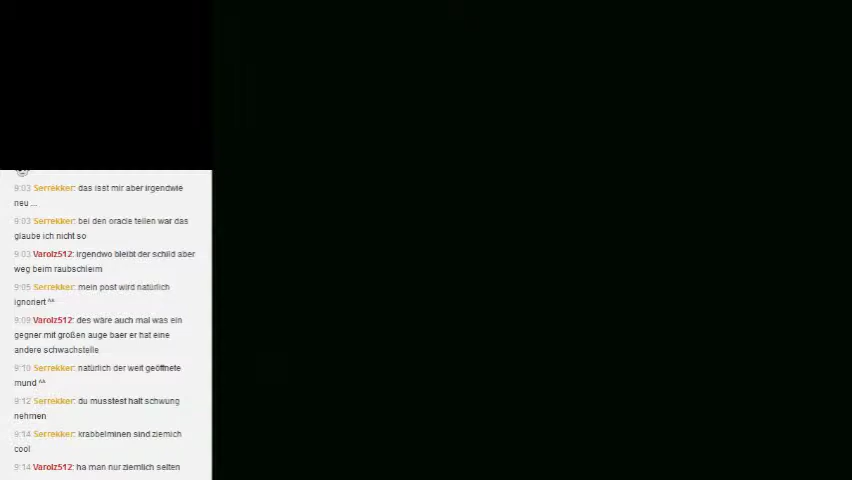 9:03 Serrekker: das isst mir aber irgendwie
neu ...
9:03 Serrekker: bei den oracle teilen war das
glaube ich nicht so
9:03 Varolz512: irgendwo bleibt der schild aber
weg beim raubschleim
9:05 Serrekker: mein post wird natürlich
ignoriert ^^
9:09 Varolz512: des wäre auch mal was ein
gegner mit großen auge baer er hat eine
andere schwachstelle
9:10 Serrekker: natürlich der weit geöffnete
mund ^^
9:12 Serrekker: du musstest halt schwung
nehmen
9:14 Serrekker: krabbelminen sind ziemich
cool
9:14 Varolz512: ha man nur ziemlich selten